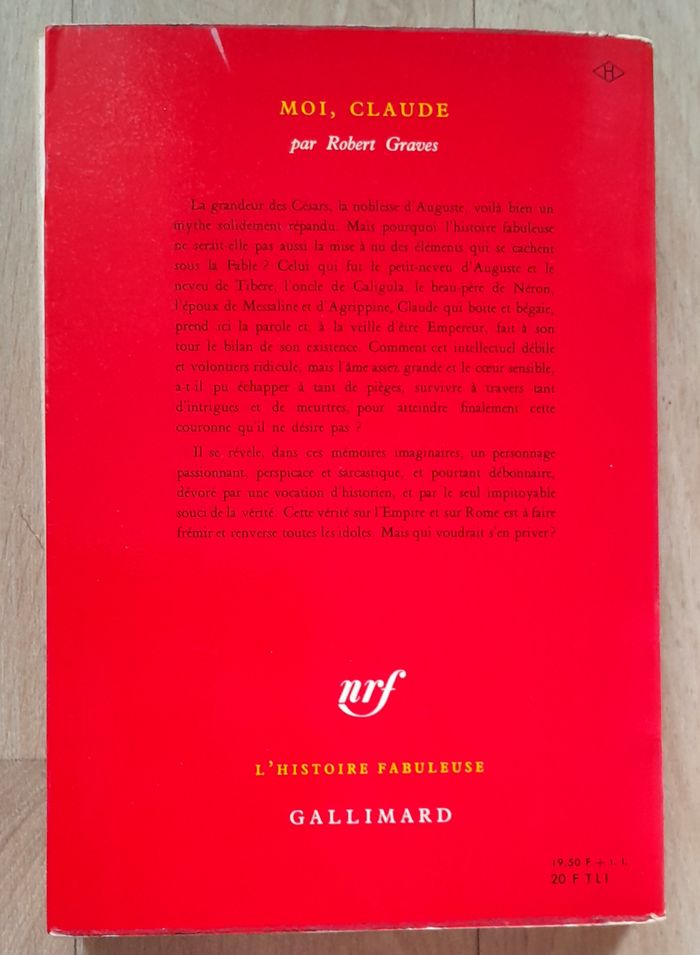 H
MOI, CLAUDE
par Robert Graves
La grandeur des Césars, la noblesse d'Auguste, voilà bien un
mythe solidement répandu. Mais pourquoi l'histoire fabuleuse
ne serait-elle pas aussi la mise à nu des éléments qui se cachent
sous la Fable ? Celui qui fut le petit-neveu d'Auguste et le
neveu de Tibère, l'oncle de Caligula, le beau-père de Néron,
l'époux de Messaline et d'Agrippine, Claude qui boite et bégaie,
prend ici la parole et, à la veille d'être Empereur, fait à son
tour le bilan de son existence. Comment cet intellectuel débile
et volontiers ridicule, mais l'âme assez grande et le cœur sensible,
a-t-il pu échapper à tant de pièges, survivre à travers tant
d'intrigues et de meurtres, pour atteindre finalement cette
couronne qu'il ne désire pas ?
Il se révèle, dans ces mémoires imaginaires, un personnage
passionnant, perspicace et sarcastique, et pourtant débonnaire,
dévoré par une vocation d'historien, et par le seul impitoyable
souci de la vérité. Cette vérité sur l'Empire et sur Rome est à faire
frémir et renverse toutes les idoles. Mais qui voudrait s'en priver ?
nrf
L'HISTOIRE FABULEUSE
GALLIMARD
19,50 F + t. l.
20 F TLI